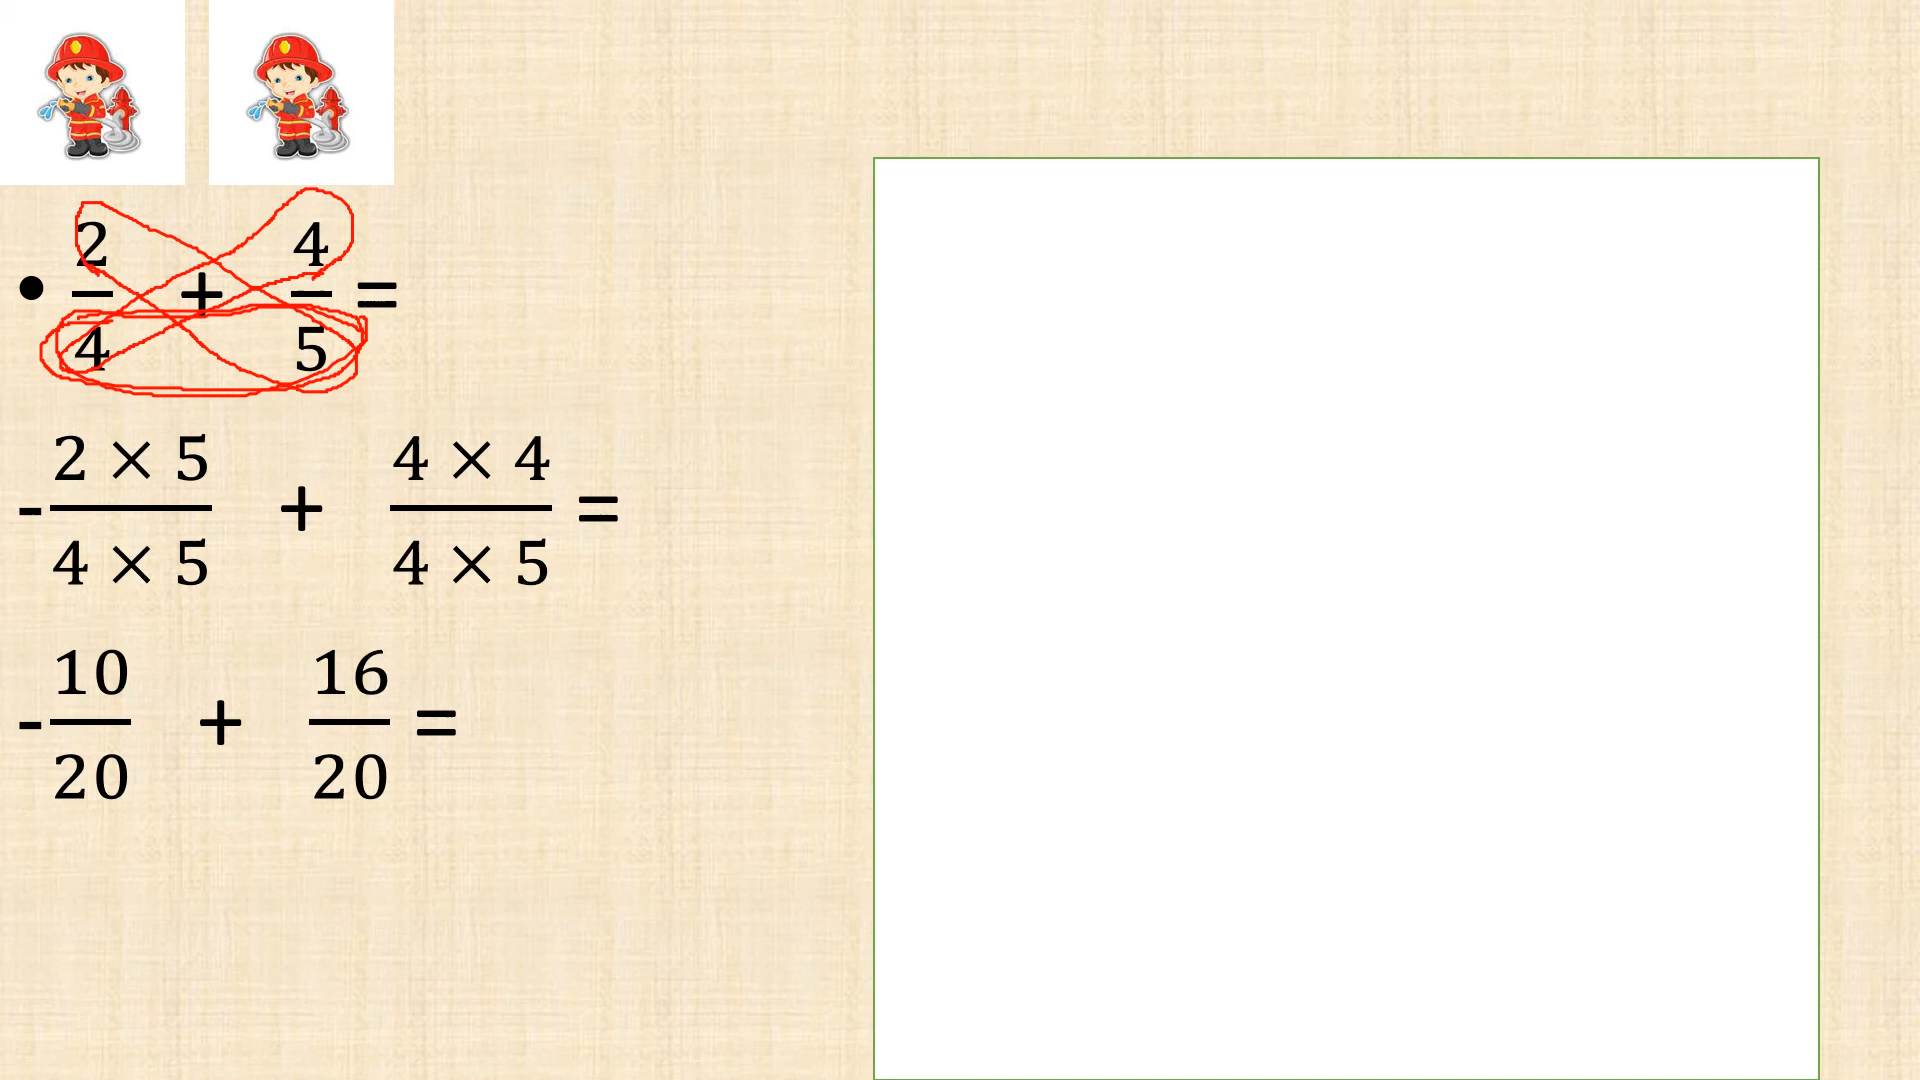 • 2/4 + 4/5 =
- 2 × 5 / 4 × 5 + 4 × 4 / 4 × 5 =
- 10/20 + 16/20 =